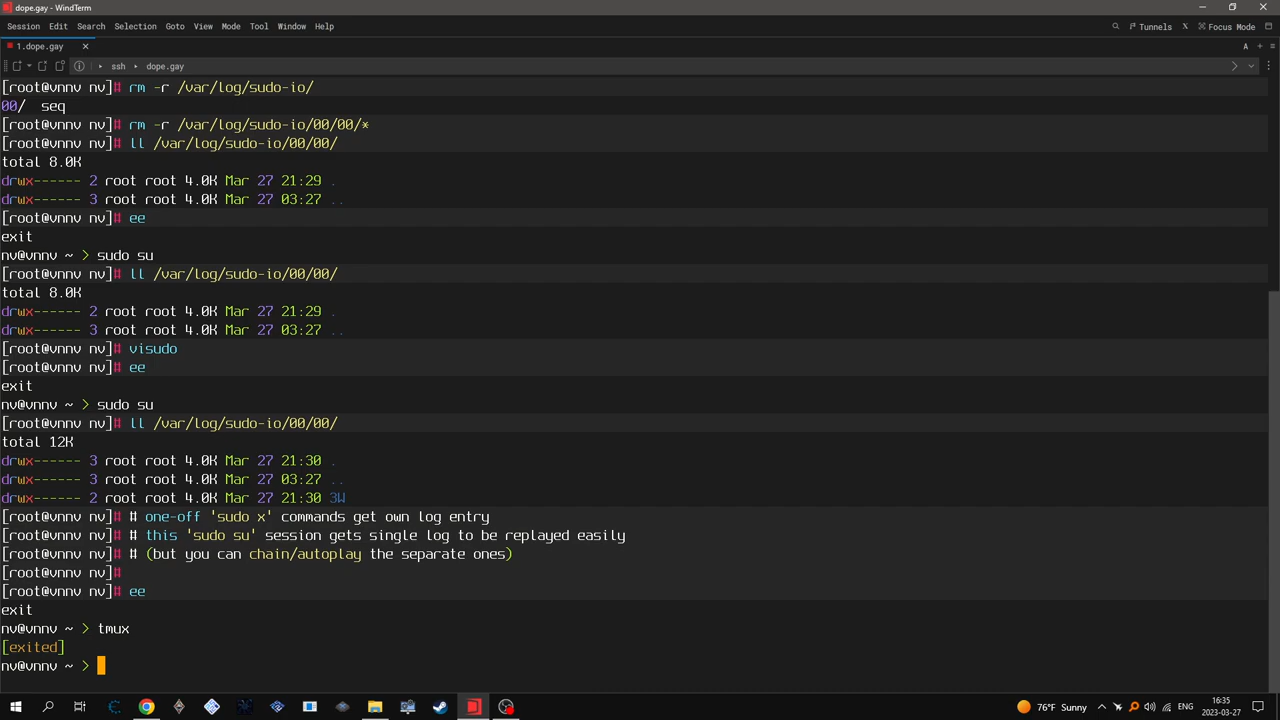 dope.gay - WindTerm
Session Edit Search Selection Goto View Mode Tool Window Help
Tunnels X Focus Mode
1.dope.gay
A
ssh dope.gay
[root@vnnv nv]# rm -r /var/log/sudo-io/
00/ seq
[root@vnnv nv]# rm -r /var/log/sudo-io/00/00/*
[root@vnnv nv]# ll /var/log/sudo-io/00/00/
total 8.0K
drwx------ 2 root root 4.0K Mar 27 21:29 .
drwx------ 3 root root 4.0K Mar 27 03:27 ..
[root@vnnv nv]# ee
exit
nv@vnnv ~ > sudo su
[root@vnnv nv]# ll /var/log/sudo-io/00/00/
total 8.0K
drwx------ 2 root root 4.0K Mar 27 21:29 .
drwx------ 3 root root 4.0K Mar 27 03:27 ..
[root@vnnv nv]# visudo
[root@vnnv nv]# ee
exit
nv@vnnv ~ > sudo su
[root@vnnv nv]# ll /var/log/sudo-io/00/00/
total 12K
drwx------ 3 root root 4.0K Mar 27 21:30 .
drwx------ 3 root root 4.0K Mar 27 03:27 ..
drwx------ 2 root root 4.0K Mar 27 21:30 3W
[root@vnnv nv]# # one-off 'sudo x' commands get own log entry
[root@vnnv nv]# # this 'sudo su' session gets single log to be replayed easily
[root@vnnv nv]# # (but you can chain/autoplay the separate ones)
[root@vnnv nv]#
[root@vnnv nv]# ee
exit
nv@vnnv ~ > tmux
[exited]
nv@vnnv ~ >
76°F Sunny
ENG
16:35
2023-03-27